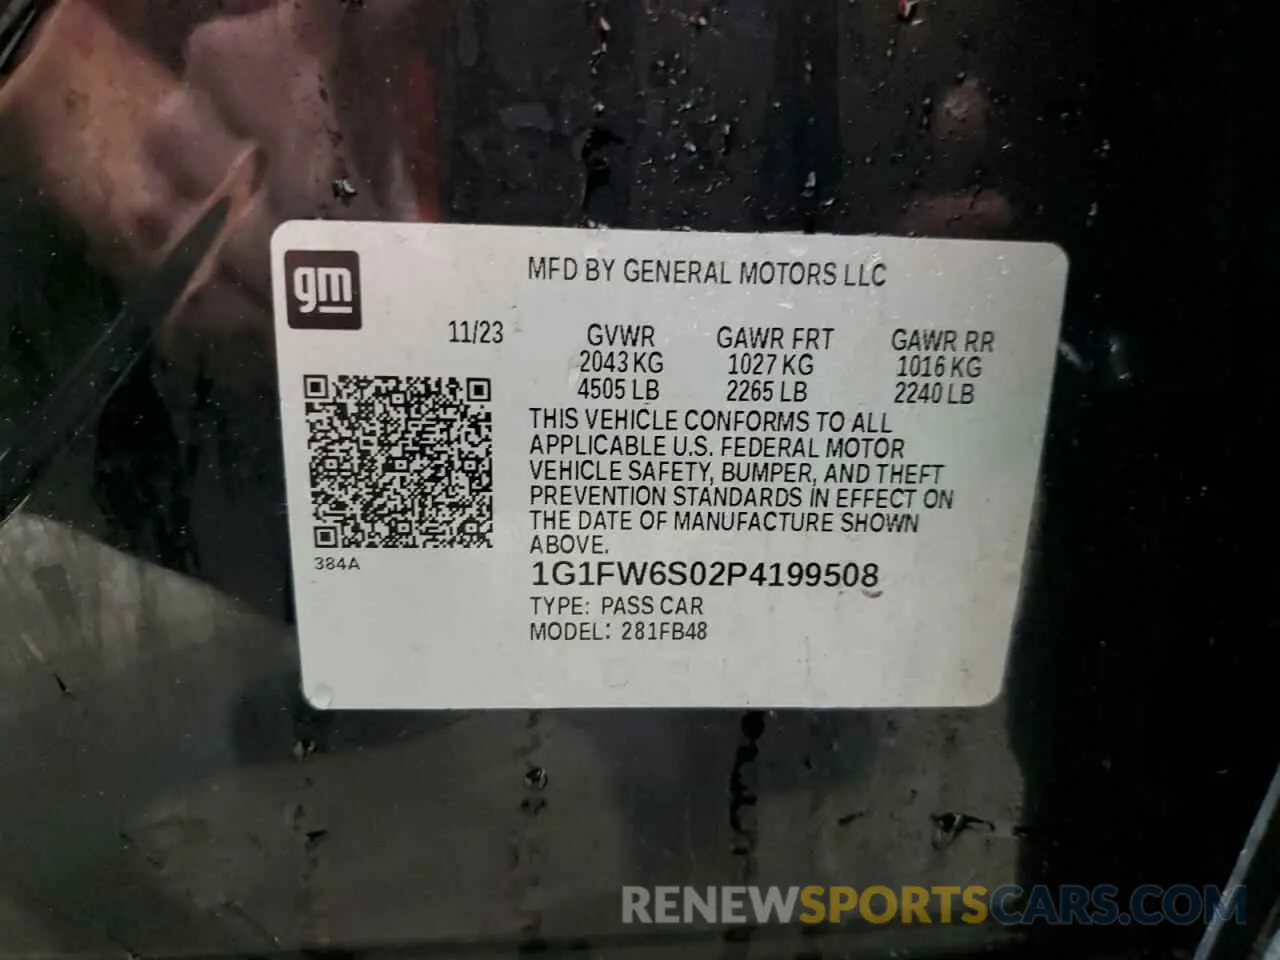 gm
MFD BY GENERAL MOTORS LLC
11/23 GVWR GAWR FRT GAWR RR
2043 KG 1027 KG 1016 KG
4505 LB 2265 LB 2240 LB
THIS VEHICLE CONFORMS TO ALL
APPLICABLE U.S. FEDERAL MOTOR
VEHICLE SAFETY, BUMPER, AND THEFT
PREVENTION STANDARDS IN EFFECT ON
THE DATE OF MANUFACTURE SHOWN
ABOVE.
384A
1G1FW6S02P4199508
TYPE: PASS CAR
MODEL: 281FB48
RENEWSPORTSCARS.COM